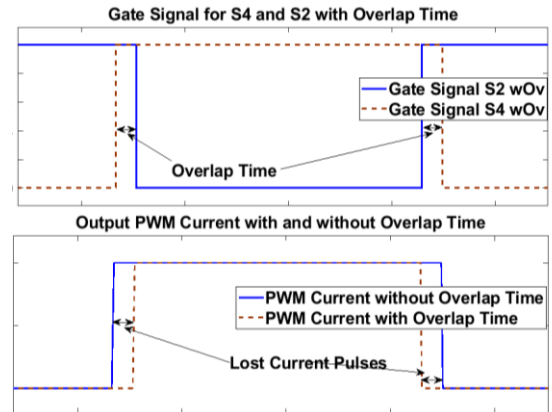 Gate Signal for S4 and S2 with Overlap Time
Gate Signal S2 wOv
Gate Signal S4 wOv
Overlap Time
Output PWM Current with and without Overlap Time
PWM Current without Overlap Time
PWM Current with Overlap Time
Lost Current Pulses